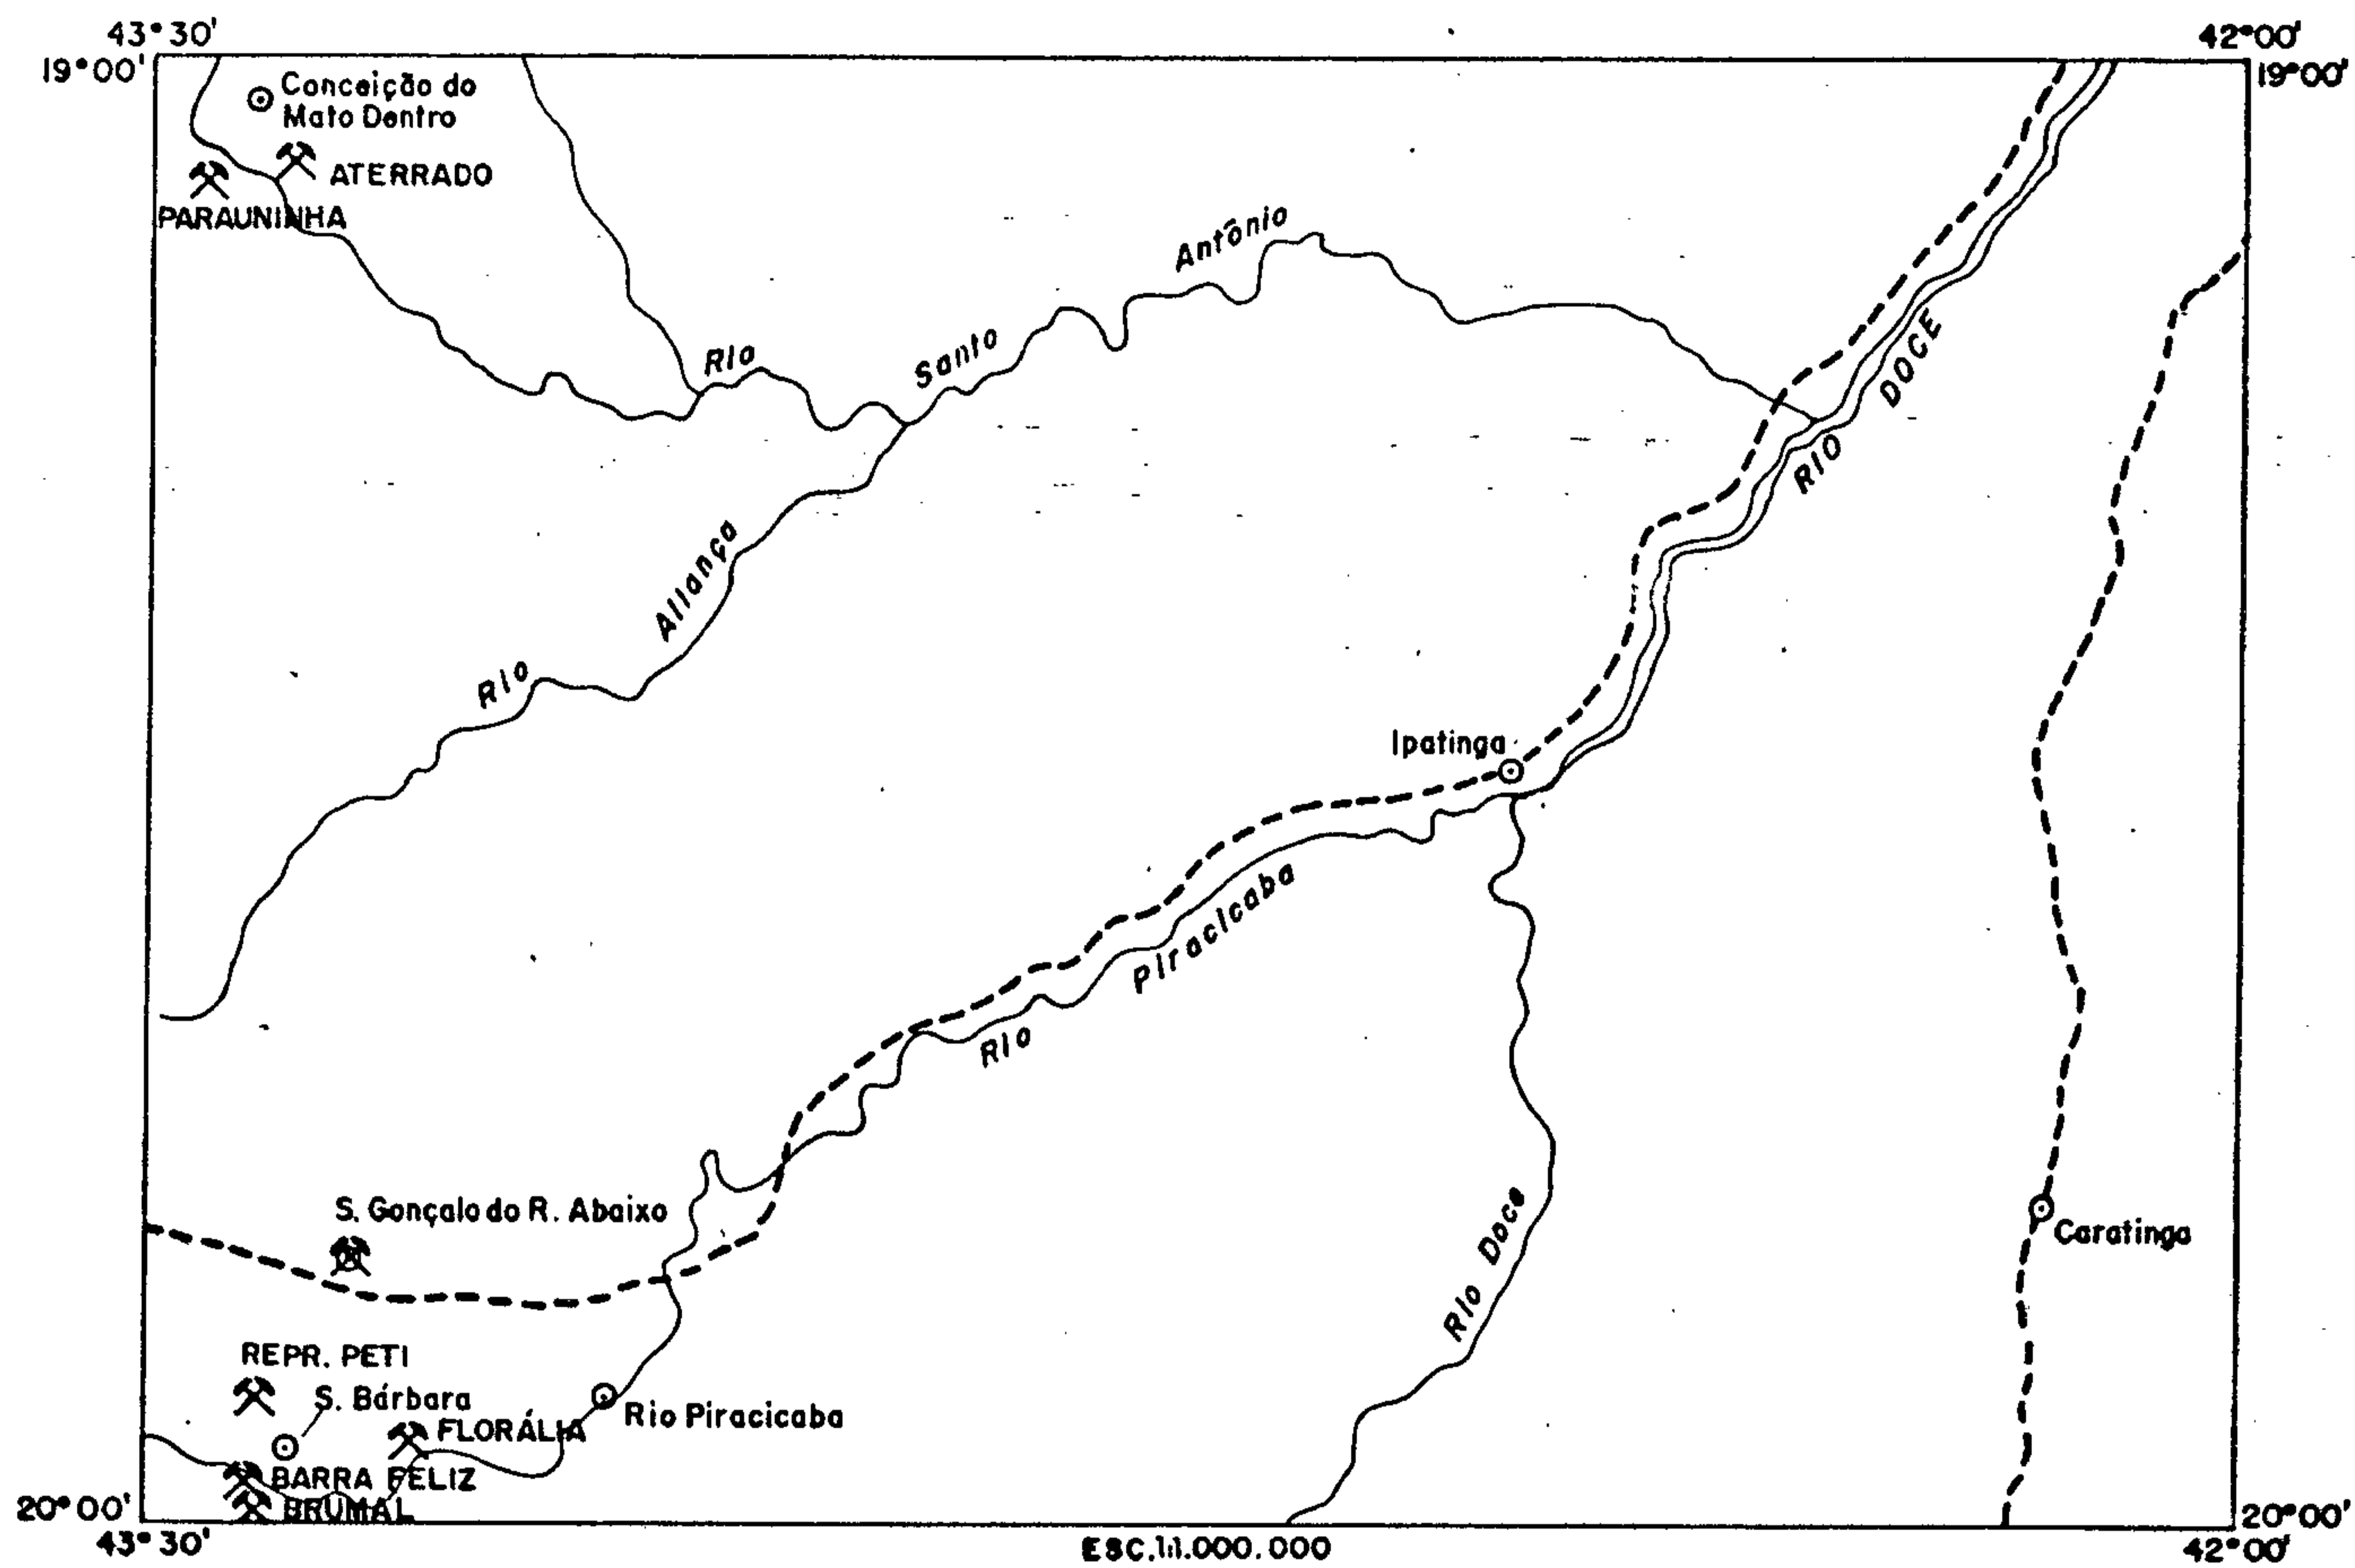 43°30'
42°00'
19°00'
19°00'
Conceição do
Mato Dentro
ATERRADO
PARAUNINHA
Rio
Santo
Antônio
RIO
DOCE
Rio
Aliança
Ipatinga
Rio
Piracicaba
Rio Doce
S. Gonçalo do R. Abaixo
Caratinga
REPR. PETI
S. Bárbara
Rio Piracicaba
FLORÁLIA
BARRA FELIZ
BRUMAL
20°00'
20°00'
43°30'
ESC.1:1.000.000
42°00'